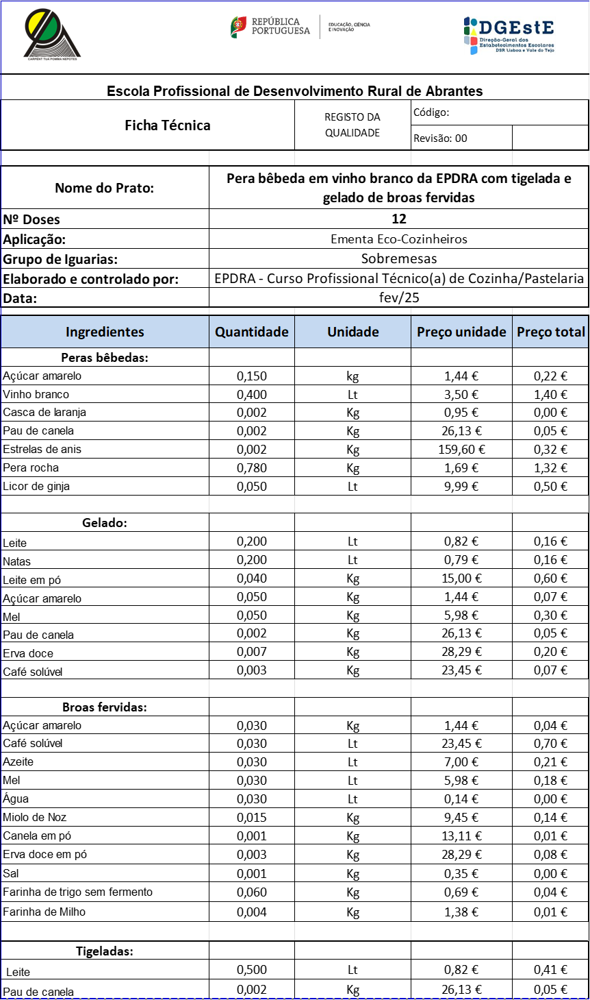 CARPENT TUA POMMA NEPOTES
REPÚBLICA
PORTUGUESA
EDUCAÇÃO, CIÊNCIA
E INOVAÇÃO
DGEstE
Direção-Geral dos
Estabelecimentos Escolares
DSR Lisboa e Vale do Tejo
Escola Profissional de Desenvolvimento Rural de Abrantes
Ficha Técnica
REGISTO DA
QUALIDADE
Código:
Revisão: 00
Nome do Prato:
Pera bêbeda em vinho branco da EPDRA com tigelada e
gelado de broas fervidas
Nº Doses 12
Aplicação: Ementa Eco-Cozinheiros
Grupo de Iguarias: Sobremesas
Elaborado e controlado por: EPDRA - Curso Profissional Técnico(a) de Cozinha/Pastelaria
Data: fev/25
Ingredientes Quantidade Unidade Preço unidade Preço total
Peras bêbedas:
Açúcar amarelo 0,150 kg 1,44 € 0,22 €
Vinho branco 0,400 Lt 3,50 € 1,40 €
Casca de laranja 0,002 Kg 0,95 € 0,00 €
Pau de canela 0,002 Kg 26,13 € 0,05 €
Estrelas de anis 0,002 Kg 159,60 € 0,32 €
Pera rocha 0,780 Kg 1,69 € 1,32 €
Licor de ginja 0,050 Lt 9,99 € 0,50 €
Gelado:
Leite 0,200 Lt 0,82 € 0,16 €
Natas 0,200 Lt 0,79 € 0,16 €
Leite em pó 0,040 Kg 15,00 € 0,60 €
Açúcar amarelo 0,050 Kg 1,44 € 0,07 €
Mel 0,050 Kg 5,98 € 0,30 €
Pau de canela 0,002 Kg 26,13 € 0,05 €
Erva doce 0,007 Kg 28,29 € 0,20 €
Café solúvel 0,003 Kg 23,45 € 0,07 €
Broas fervidas:
Açúcar amarelo 0,030 Kg 1,44 € 0,04 €
Café solúvel 0,030 Lt 23,45 € 0,70 €
Azeite 0,030 Lt 7,00 € 0,21 €
Mel 0,030 Lt 5,98 € 0,18 €
Água 0,030 Lt 0,14 € 0,00 €
Miolo de Noz 0,015 Kg 9,45 € 0,14 €
Canela em pó 0,001 Kg 13,11 € 0,01 €
Erva doce em pó 0,003 Kg 28,29 € 0,08 €
Sal 0,001 Kg 0,35 € 0,00 €
Farinha de trigo sem fermento 0,060 Kg 0,69 € 0,04 €
Farinha de Milho 0,004 Kg 1,38 € 0,01 €
Tigeladas:
Leite 0,500 Lt 0,82 € 0,41 €
Pau de canela 0,002 Kg 26,13 € 0,05 €